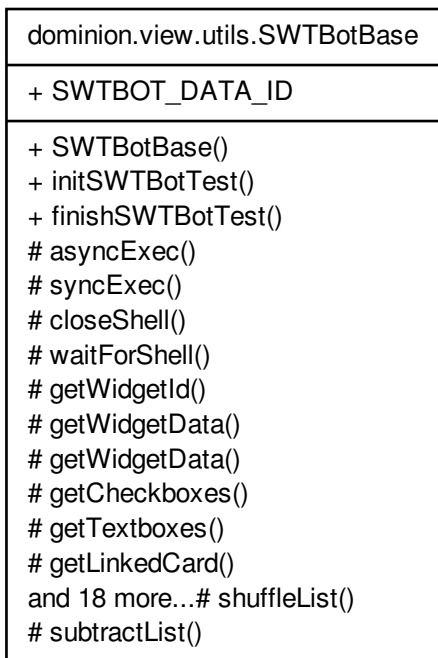 dominion.view.utils.SWTBotBase
+ SWTBOT_DATA_ID
+ SWTBotBase()
+ initSWTBotTest()
+ finishSWTBotTest()
# asyncExec()
# syncExec()
# closeShell()
# waitForShell()
# getWidgetId()
# getWidgetData()
# getWidgetData()
# getCheckboxes()
# getTextboxes()
# getLinkedCard()
and 18 more...# shuffleList()
# subtractList()